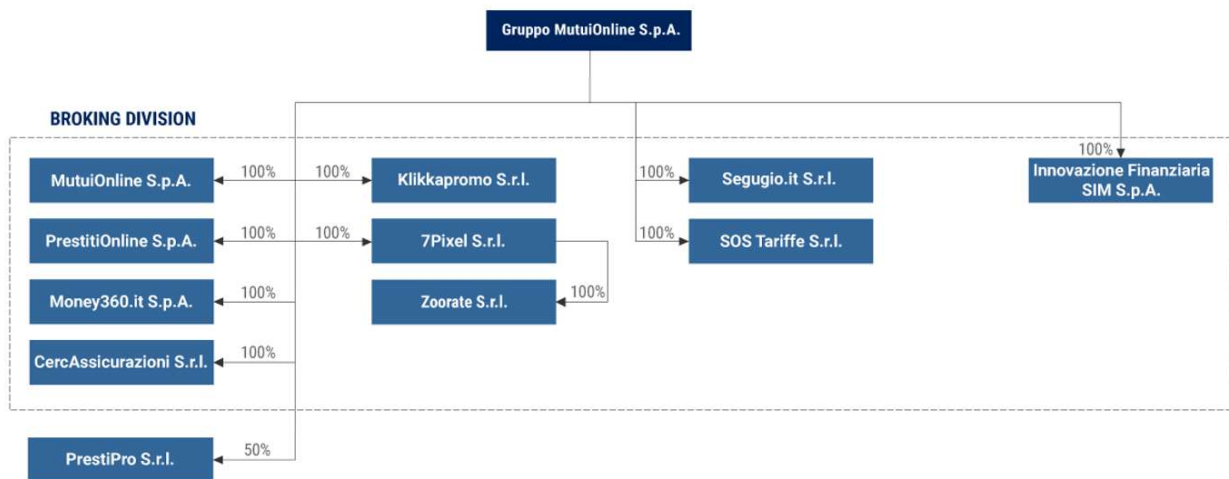 Gruppo MutuiOnline S.p.A.
BROKING DIVISION
100%
MutuiOnline S.p.A.
100%
100%
Klikkapromo S.r.l.
100%
Segugio.it S.r.l.
Innovazione Finanziaria
SIM S.p.A.
PrestitiOnline S.p.A.
100%
100%
7Pixel S.r.l.
100%
SOS Tariffe S.r.l.
Money360.it S.p.A.
100%
Zoorate S.r.l.
100%
CercAssicurazioni S.r.l.
100%
PrestiPro S.r.l.
50%